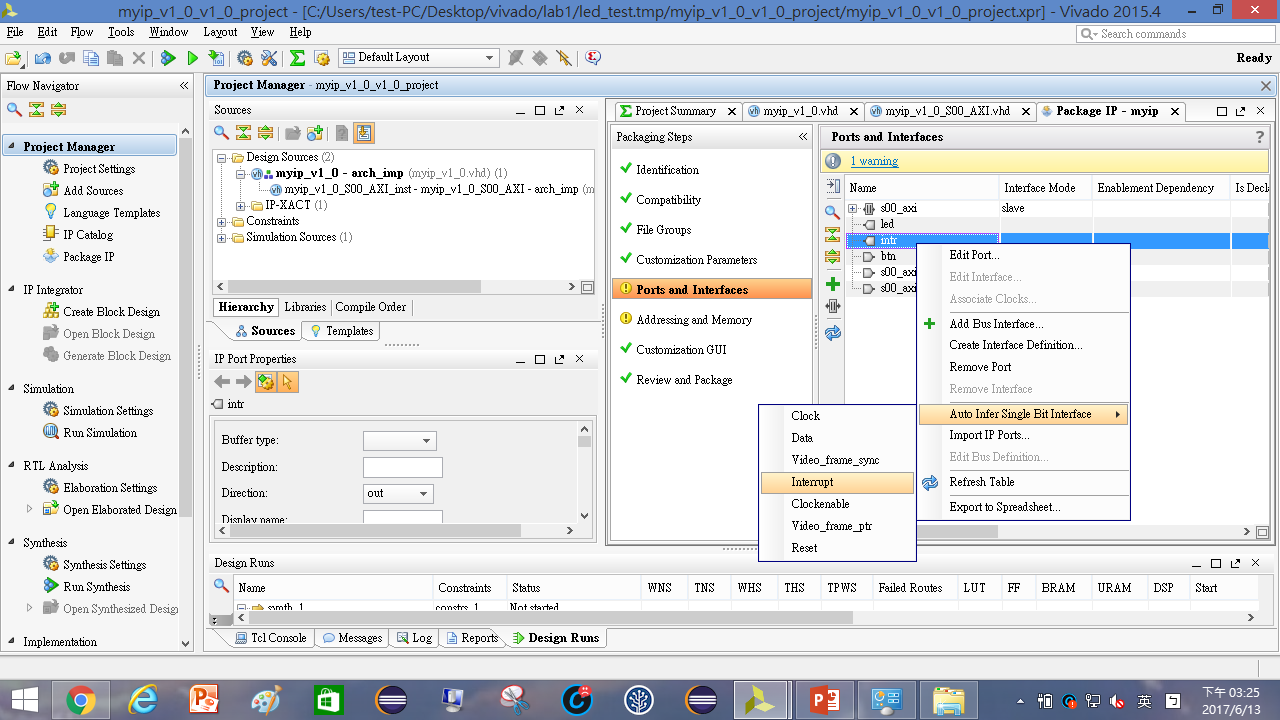 myip_v1_0_v1_0_project - [C:/Users/test-PC/Desktop/vivado/lab1/led_test.tmp/myip_v1_0_v1_0_project/myip_v1_0_v1_0_project.xpr] - Vivado 2015.4
File Edit Flow Tools Window Layout View Help
Search commands
Default Layout
Ready
Flow Navigator
Project Manager
Project Settings
Add Sources
Language Templates
IP Catalog
Package IP
IP Integrator
Create Block Design
Open Block Design
Generate Block Design
Simulation
Simulation Settings
Run Simulation
RTL Analysis
Elaboration Settings
Open Elaborated Design
Synthesis
Synthesis Settings
Run Synthesis
Open Synthesized Desig
Implementation
Project Manager - myip_v1_0_v1_0_project
Sources
Design Sources (2)
myip_v1_0 - arch_imp (myip_v1_0.vhd) (1)
myip_v1_0_S00_AXI_inst - myip_v1_0_S00_AXI - arch_imp (m
IP-XACT (1)
Constraints
Simulation Sources (1)
Hierarchy Libraries Compile Order
Sources Templates
IP Port Properties
intr
Buffer type:
Description:
Direction: out
Display name:
Project Summary myip_v1_0.vhd myip_v1_0_S00_AXI.vhd Package IP - myip
Packaging Steps
Identification
Compatibility
File Groups
Customization Parameters
Ports and Interfaces
Addressing and Memory
Customization GUI
Review and Package
Ports and Interfaces
1 warning
Name Interface Mode Enablement Dependency Is Decl
s00_axi slave
led
intr
btn
s00_axi
s00_axi
Edit Port...
Edit Interface...
Associate Clocks...
Add Bus Interface...
Create Interface Definition...
Remove Port
Remove Interface
Auto Infer Single Bit Interface
Import IP Ports...
Edit Bus Definition...
Refresh Table
Export to Spreadsheet...
Clock
Data
Video_frame_sync
Interrupt
Clockenable
Video_frame_ptr
Reset
Design Runs
Name Constraints Status WNS TNS WHS THS TPWS Failed Routes LUT FF BRAM URAM DSP Start
synth_1 constrs_1 Not started
Tcl Console Messages Log Reports Design Runs
英
下午 03:25
2017/6/13